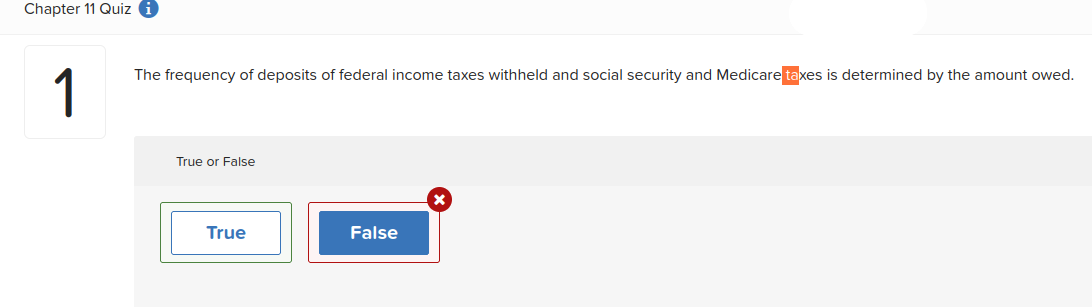 Chapter 11 Quiz i
1
The frequency of deposits of federal income taxes withheld and social security and Medicare taxes is determined by the amount owed.
True or False
True
False